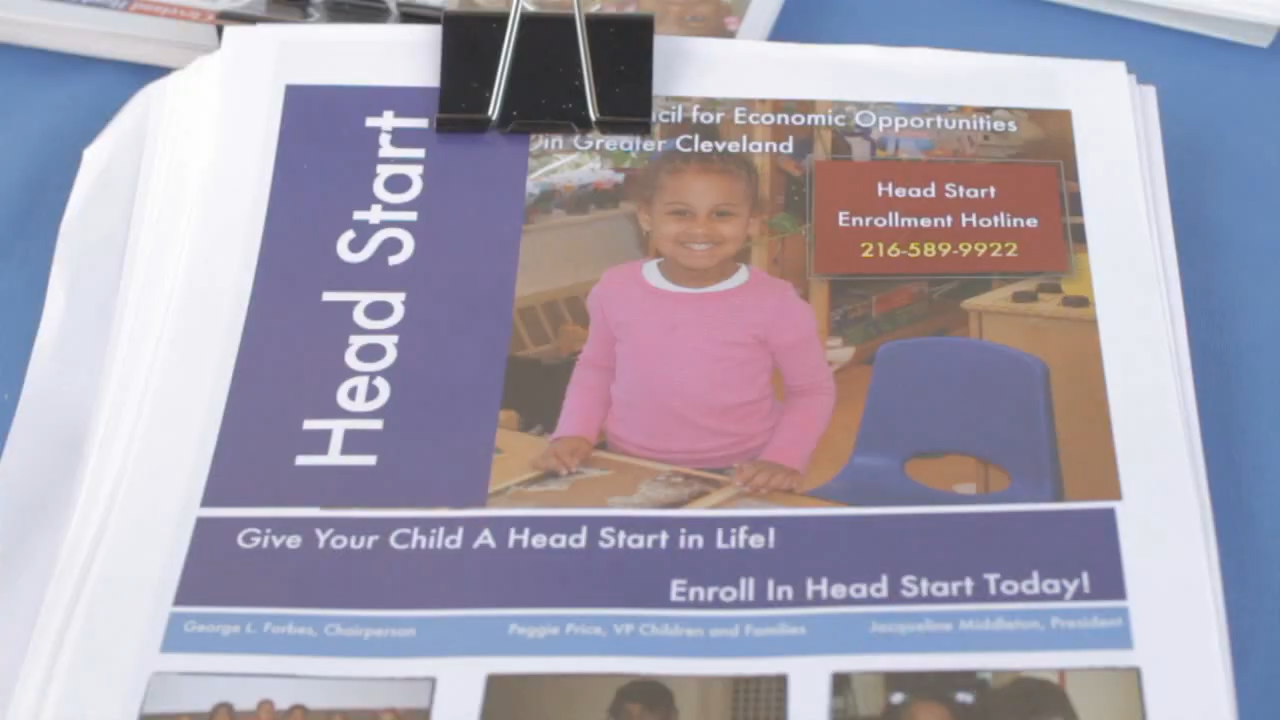 Head Start
cil for Economic Opportunities
in Greater Cleveland
Head Start
Enrollment Hotline
216-589-9922
Give Your Child A Head Start in Life!
Enroll In Head Start Today!
George L. Forbes, Chairperson
Peggie Price, VP Children and Families
Jacqueline Middleton, President